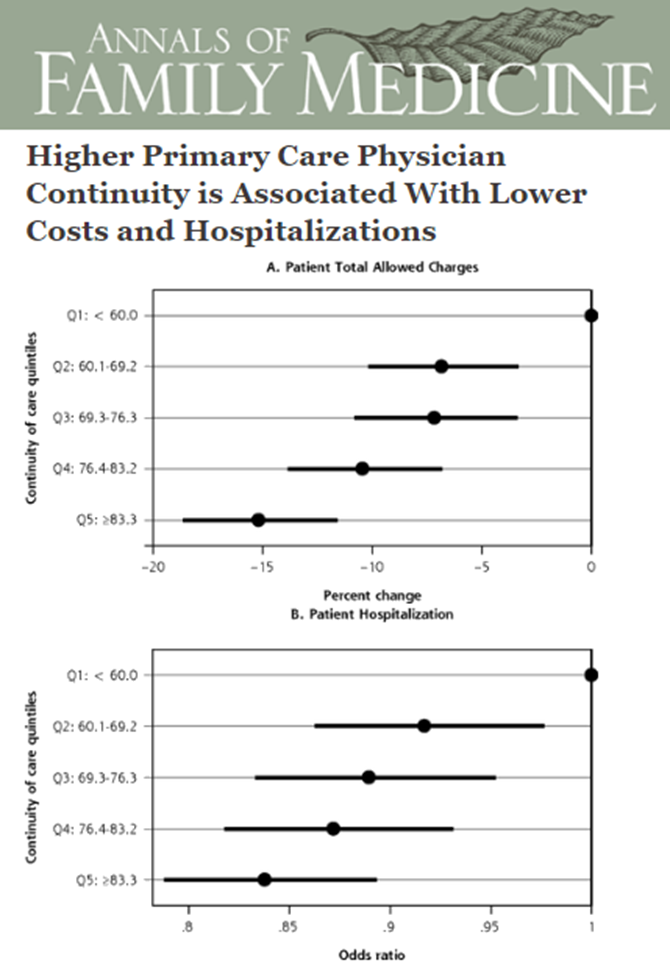 ANNALS OF
FAMILY MEDICINE
Higher Primary Care Physician
Continuity is Associated With Lower
Costs and Hospitalizations
A. Patient Total Allowed Charges
Continuity of care quintiles
Q1: < 60.0
Q2: 60.1-69.2
Q3: 69.3-76.3
Q4: 76.4-83.2
Q5: ≥83.3
−20 −15 −10 −5 0
Percent change
B. Patient Hospitalization
Continuity of care quintiles
Q1: < 60.0
Q2: 60.1-69.2
Q3: 69.3-76.3
Q4: 76.4-83.2
Q5: ≥83.3
.8 .85 .9 .95 1
Odds ratio